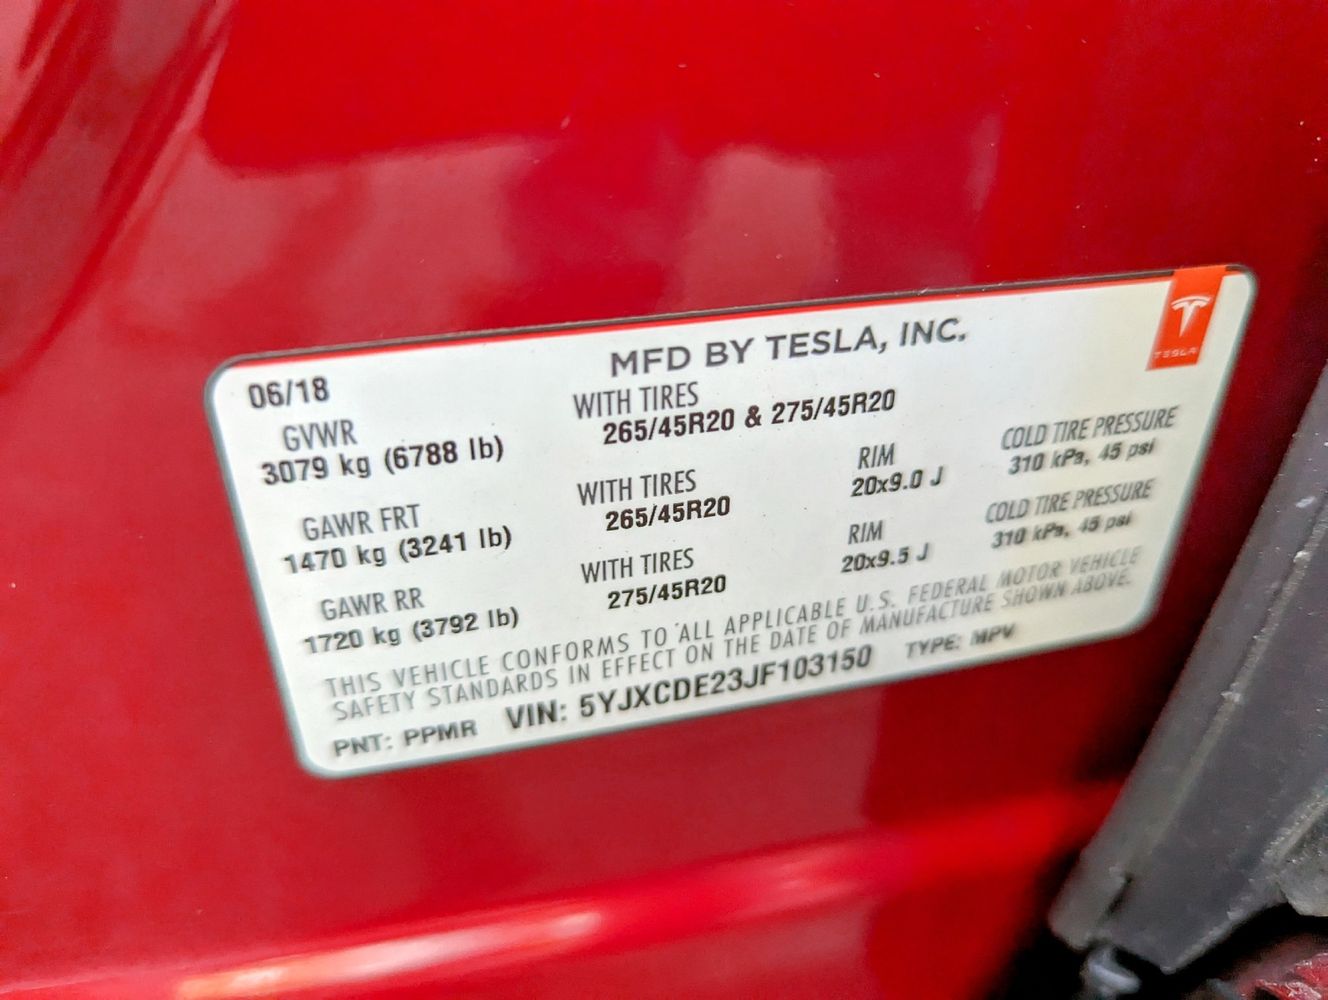 MFD BY TESLA, INC.
TESLA
06/18
GVWR
3079 kg (6788 lb)
WITH TIRES
265/45R20 & 275/45R20
GAWR FRT
1470 kg (3241 lb)
WITH TIRES
265/45R20
RIM
20x9.0 J
COLD TIRE PRESSURE
310 kPa, 45 psi
GAWR RR
1720 kg (3792 lb)
WITH TIRES
275/45R20
RIM
20x9.5 J
COLD TIRE PRESSURE
310 kPa, 45 psi
THIS VEHICLE CONFORMS TO ALL APPLICABLE U.S. FEDERAL MOTOR VEHICLE
SAFETY STANDARDS IN EFFECT ON THE DATE OF MANUFACTURE SHOWN ABOVE.
PNT: PPMR VIN: 5YJXCDE23JF103150 TYPE: MPV